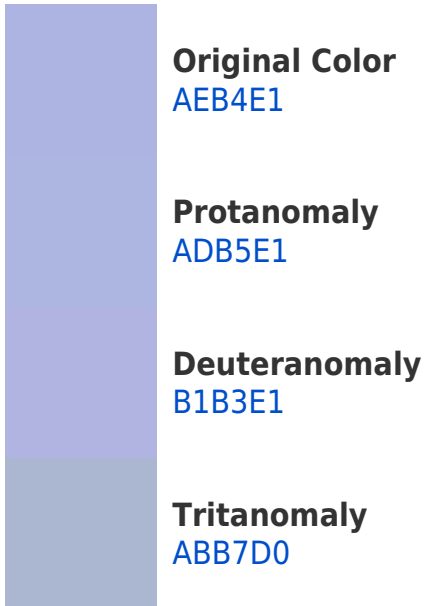 Original Color
AEB4E1
Protanomaly
ADB5E1
Deuteranomaly
B1B3E1
Tritanomaly
ABB7D0